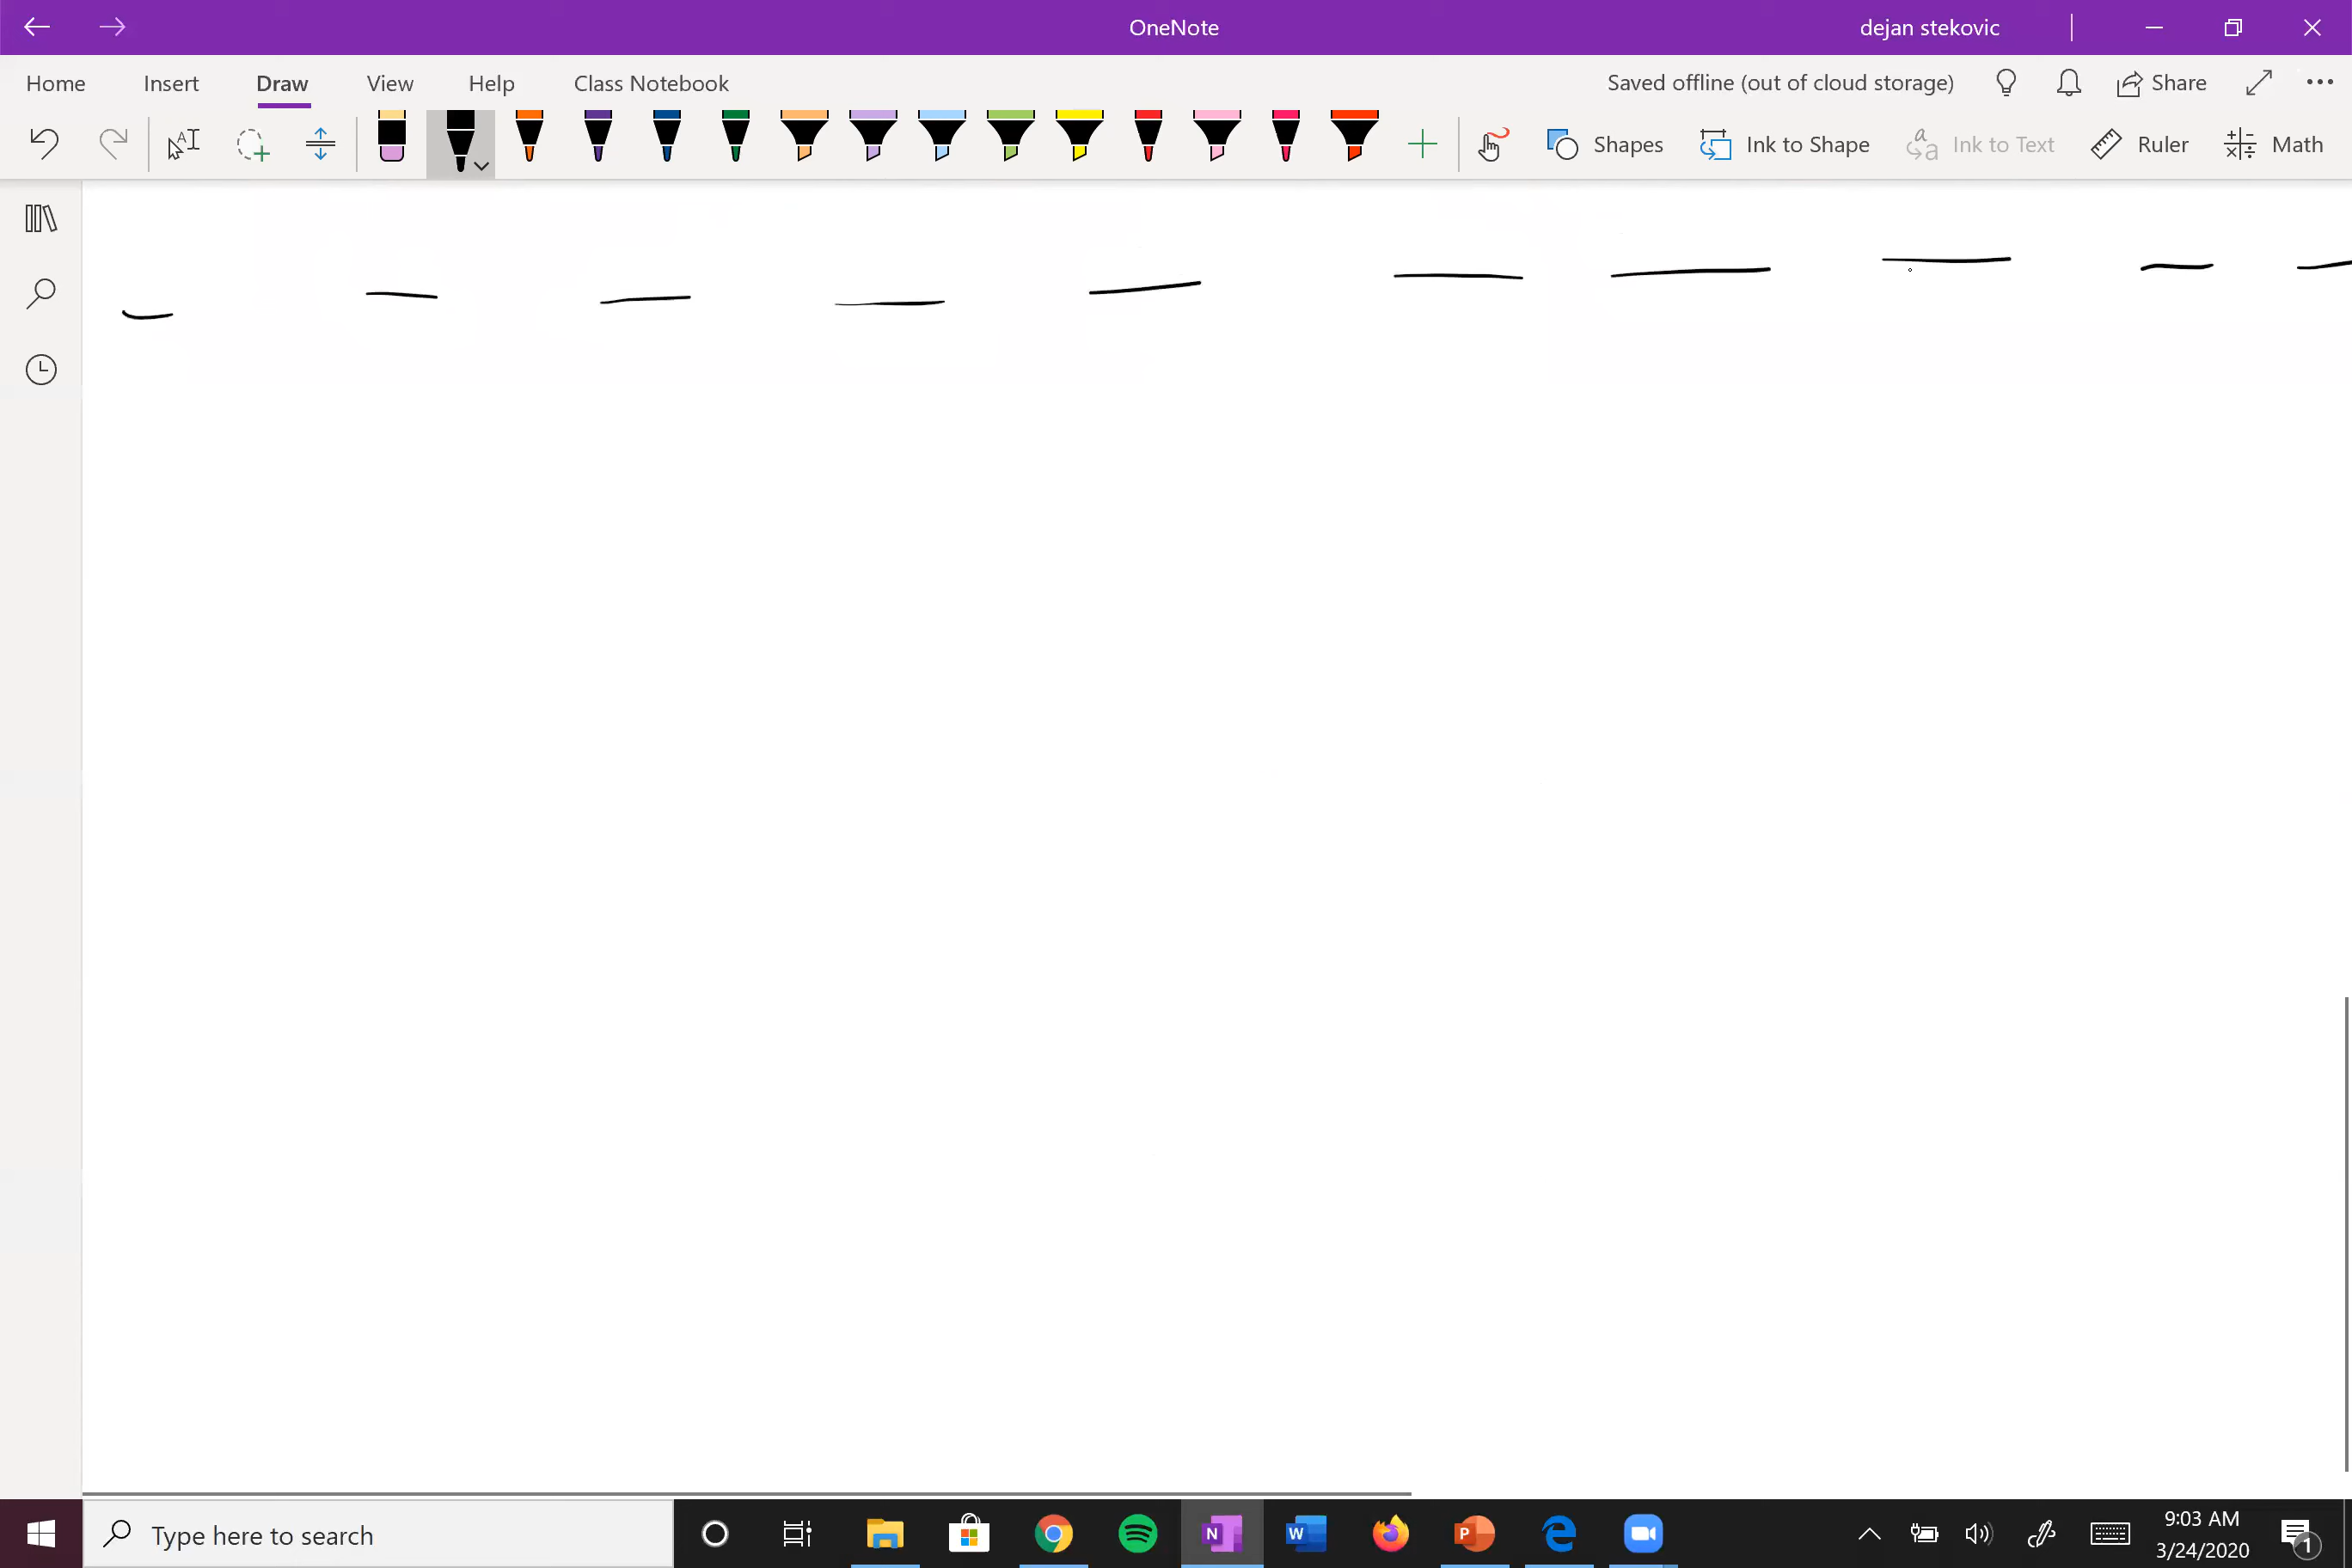 OneNote
dejan stekovic
Home Insert Draw View Help Class Notebook
Saved offline (out of cloud storage)
Share
Shapes
Ink to Shape
Ink to Text
Ruler
Math
Type here to search
9:03 AM
3/24/2020
1